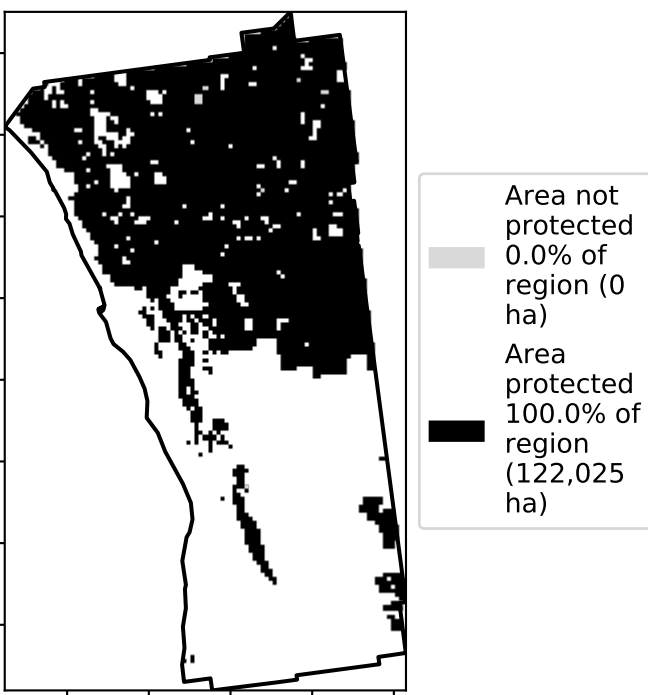 Area not
protected
0.0% of
region (0
ha)
Area
protected
100.0% of
region
(122,025
ha)